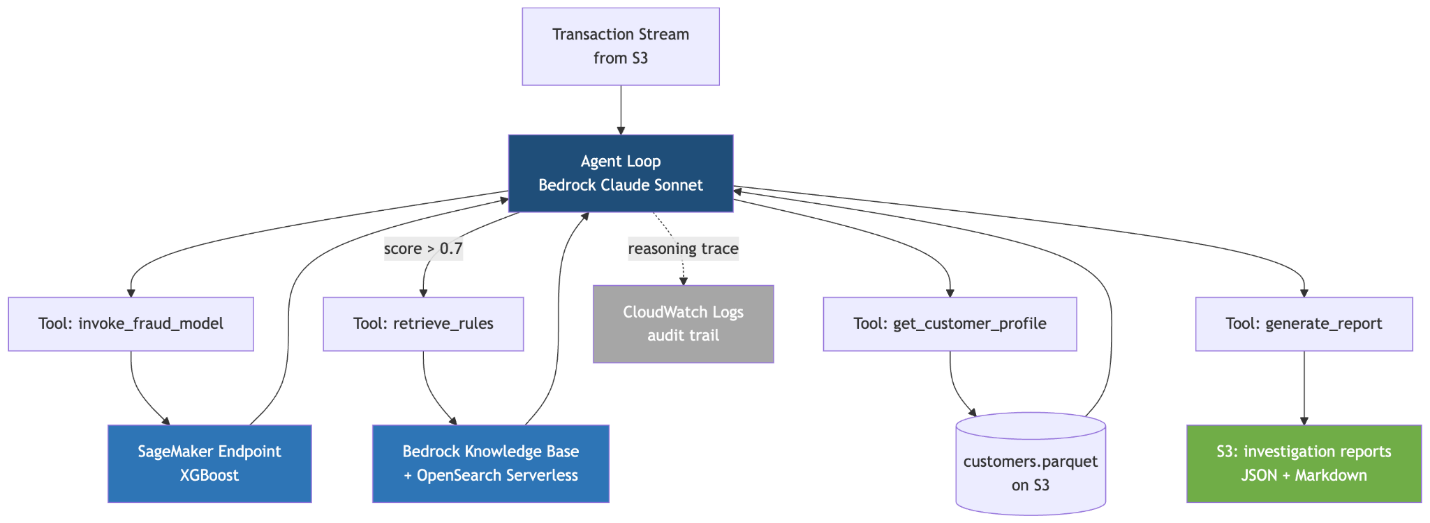 Transaction Stream
from S3
Agent Loop
Bedrock Claude Sonnet
score > 0.7
reasoning trace
Tool: invoke_fraud_model
Tool: retrieve_rules
CloudWatch Logs
audit trail
Tool: get_customer_profile
Tool: generate_report
SageMaker Endpoint
XGBoost
Bedrock Knowledge Base
+ OpenSearch Serverless
customers.parquet
on S3
S3: investigation reports
JSON + Markdown